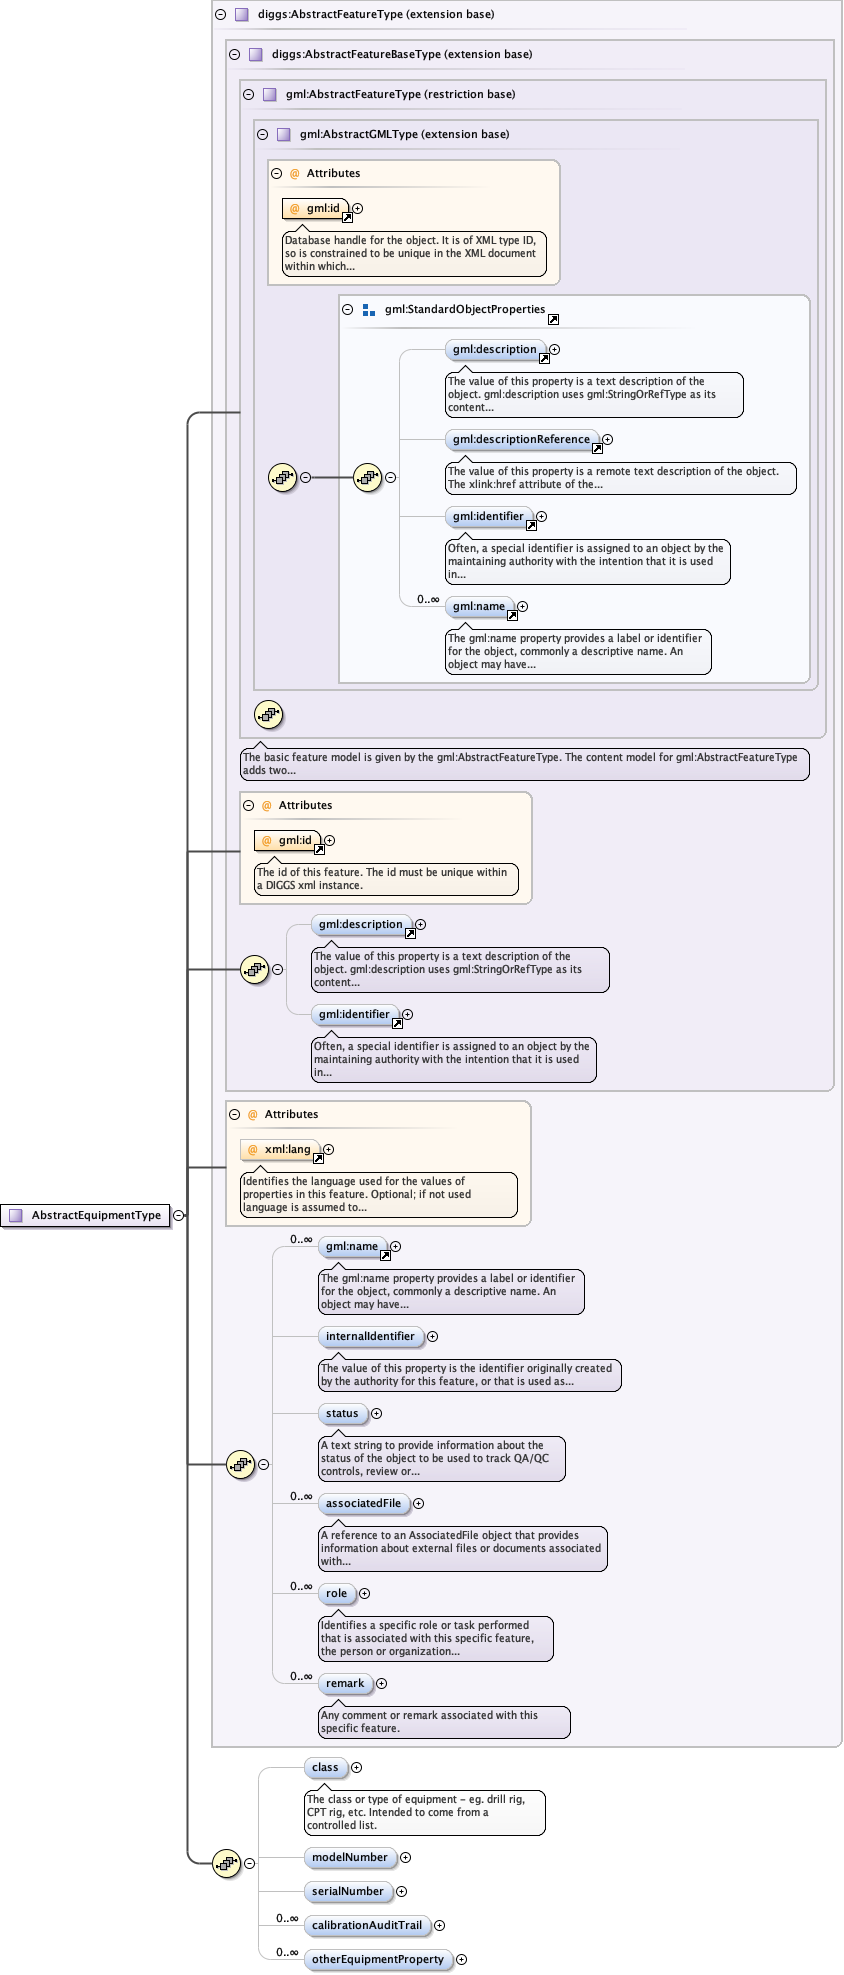 diggs:AbstractFeatureType (extension base)
diggs:AbstractFeatureBaseType (extension base)
gml:AbstractFeatureType (restriction base)
gml:AbstractGMLType (extension base)
@ Attributes
@ gml:id
Database handle for the object. It is of XML type ID,
so is constrained to be unique in the XML document
within which...
gml:StandardObjectProperties
gml:description
The value of this property is a text description of the
object. gml:description uses gml:StringOrRefType as its
content...
gml:descriptionReference
The value of this property is a remote text description of the object.
The xlink:href attribute of the...
gml:identifier
Often, a special identifier is assigned to an object by the
maintaining authority with the intention that it is used
in...
0..∞
gml:name
The gml:name property provides a label or identifier
for the object, commonly a descriptive name. An
object may have...
The basic feature model is given by the gml:AbstractFeatureType. The content model for gml:AbstractFeatureType
adds two...
@ Attributes
@ gml:id
The id of this feature. The id must be unique within
a DIGGS xml instance.
gml:description
The value of this property is a text description of the
object. gml:description uses gml:StringOrRefType as its
content...
gml:identifier
Often, a special identifier is assigned to an object by the
maintaining authority with the intention that it is used
in...
@ Attributes
@ xml:lang
Identifies the language used for the values of
properties in this feature. Optional; if not used
language is assumed to...
AbstractEquipmentType
0..∞
gml:name
The gml:name property provides a label or identifier
for the object, commonly a descriptive name. An
object may have...
internalIdentifier
The value of this property is the identifier originally created
by the authority for this feature, or that is used as...
status
A text string to provide information about the
status of the object to be used to track QA/QC
controls, review or...
0..∞
associatedFile
A reference to an AssociatedFile object that provides
information about external files or documents associated
with...
0..∞
role
Identifies a specific role or task performed
that is associated with this specific feature,
the person or organization...
0..∞
remark
Any comment or remark associated with this
specific feature.
class
The class or type of equipment - eg. drill rig,
CPT rig, etc. Intended to come from a
controlled list.
modelNumber
serialNumber
0..∞
calibrationAuditTrail
0..∞
otherEquipmentProperty